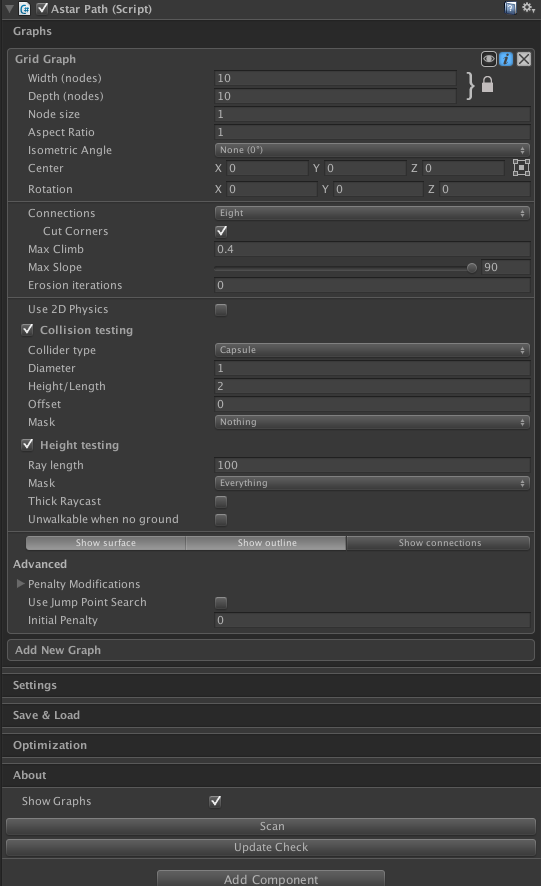 Astar Path (Script)
Graphs
Grid Graph
Width (nodes) 10
Depth (nodes) 10
Node size 1
Aspect Ratio 1
Isometric Angle None (0°)
Center X 0 Y 0 Z 0
Rotation X 0 Y 0 Z 0
Connections Eight
Cut Corners
Max Climb 0.4
Max Slope 90
Erosion iterations 0
Use 2D Physics
Collision testing
Collider type Capsule
Diameter 1
Height/Length 2
Offset 0
Mask Nothing
Height testing
Ray length 100
Mask Everything
Thick Raycast
Unwalkable when no ground
Show surface Show outline Show connections
Advanced
Penalty Modifications
Use Jump Point Search
Initial Penalty 0
Add New Graph
Settings
Save & Load
Optimization
About
Show Graphs
Scan
Update Check
Add Component